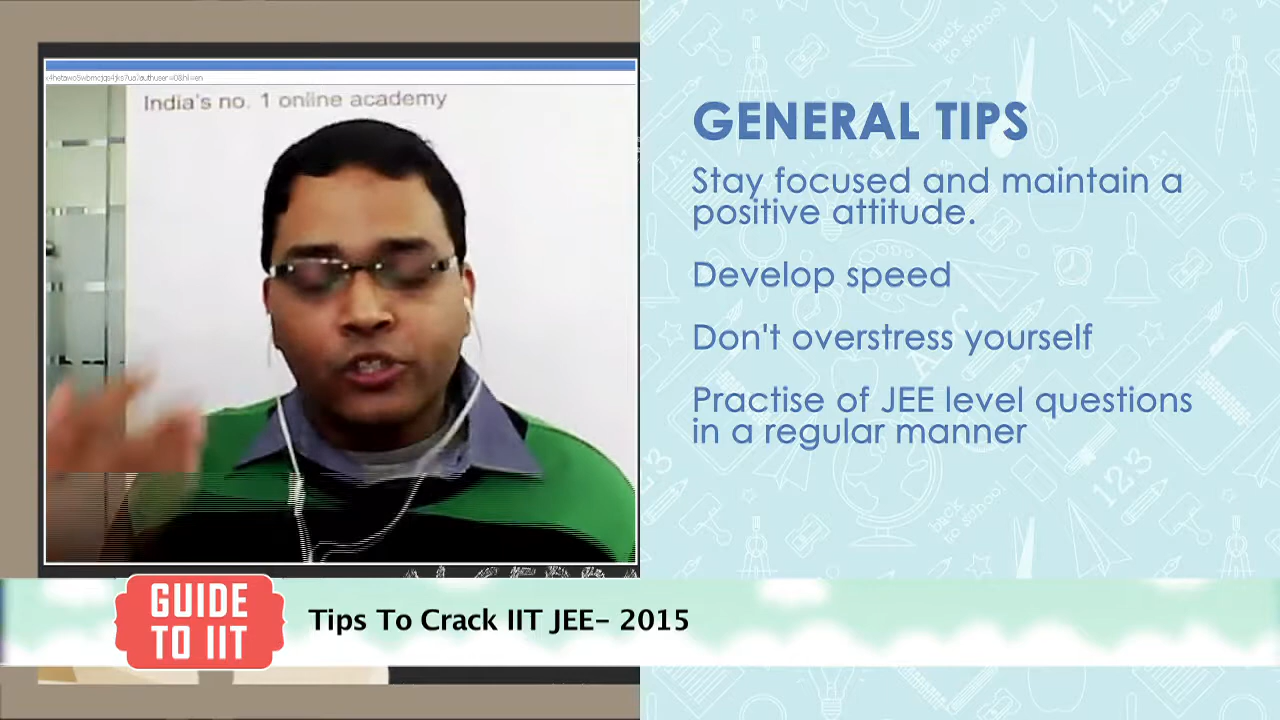 India's no. 1 online academy
GENERAL TIPS
Stay focused and maintain a
positive attitude.
Develop speed
Don't overstress yourself
Practise of JEE level questions
in a regular manner
GUIDE
TO IIT
Tips To Crack IIT JEE- 2015